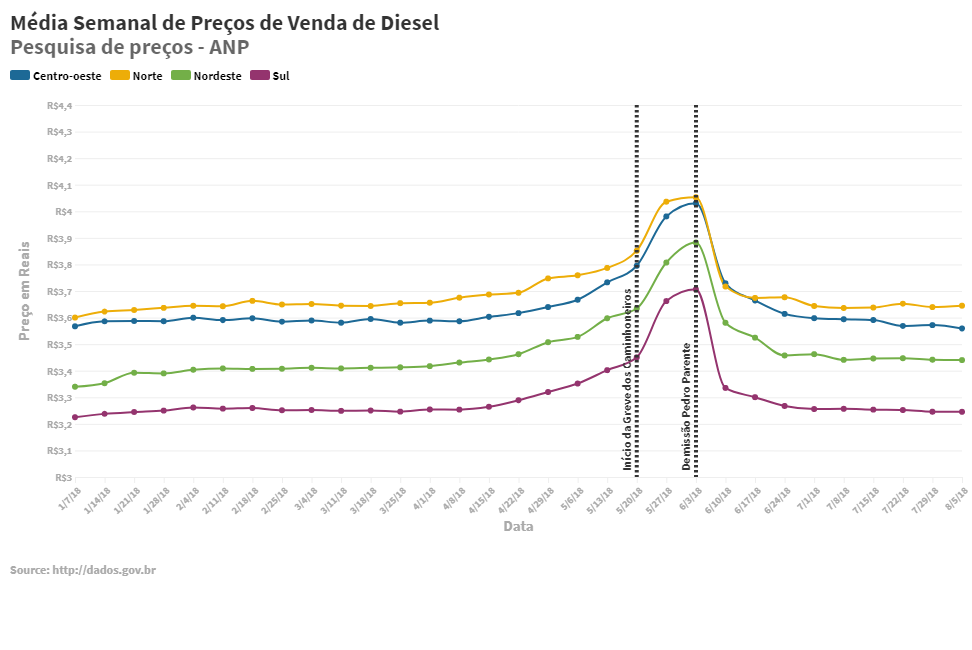 Média Semanal de Preços de Venda de Diesel
Pesquisa de preços - ANP
Centro-oeste Norte Nordeste Sul
R$4,4
R$4,3
R$4,2
R$4,1
R$4
R$3,9
R$3,8
R$3,7
R$3,6
R$3,5
R$3,4
R$3,3
R$3,2
R$3,1
R$3
Preço em Reais
Início da Greve dos Caminhoneiros
Demissão Pedro Parente
1/7/18 1/14/18 1/21/18 1/28/18 2/4/18 2/11/18 2/18/18 2/25/18 3/4/18 3/11/18 3/18/18 3/25/18 4/1/18 4/8/18 4/15/18 4/22/18 4/29/18 5/6/18 5/13/18 5/20/18 5/27/18 6/3/18 6/10/18 6/17/18 6/24/18 7/1/18 7/8/18 7/15/18 7/22/18 7/29/18 8/5/18
Data
Source: http://dados.gov.br